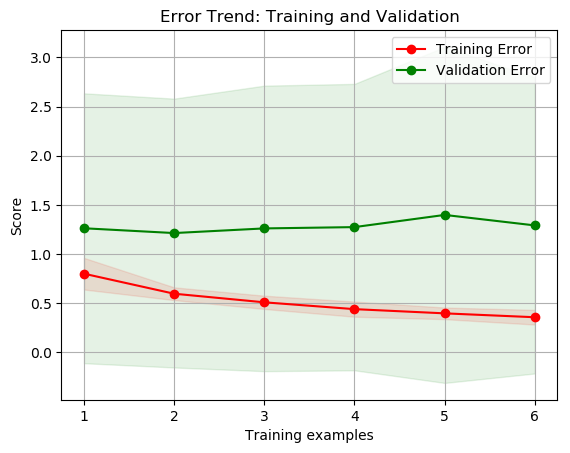 Error Trend: Training and Validation
Training Error
Validation Error
3.0
2.5
2.0
1.5
1.0
0.5
0.0
Score
1 2 3 4 5 6
Training examples